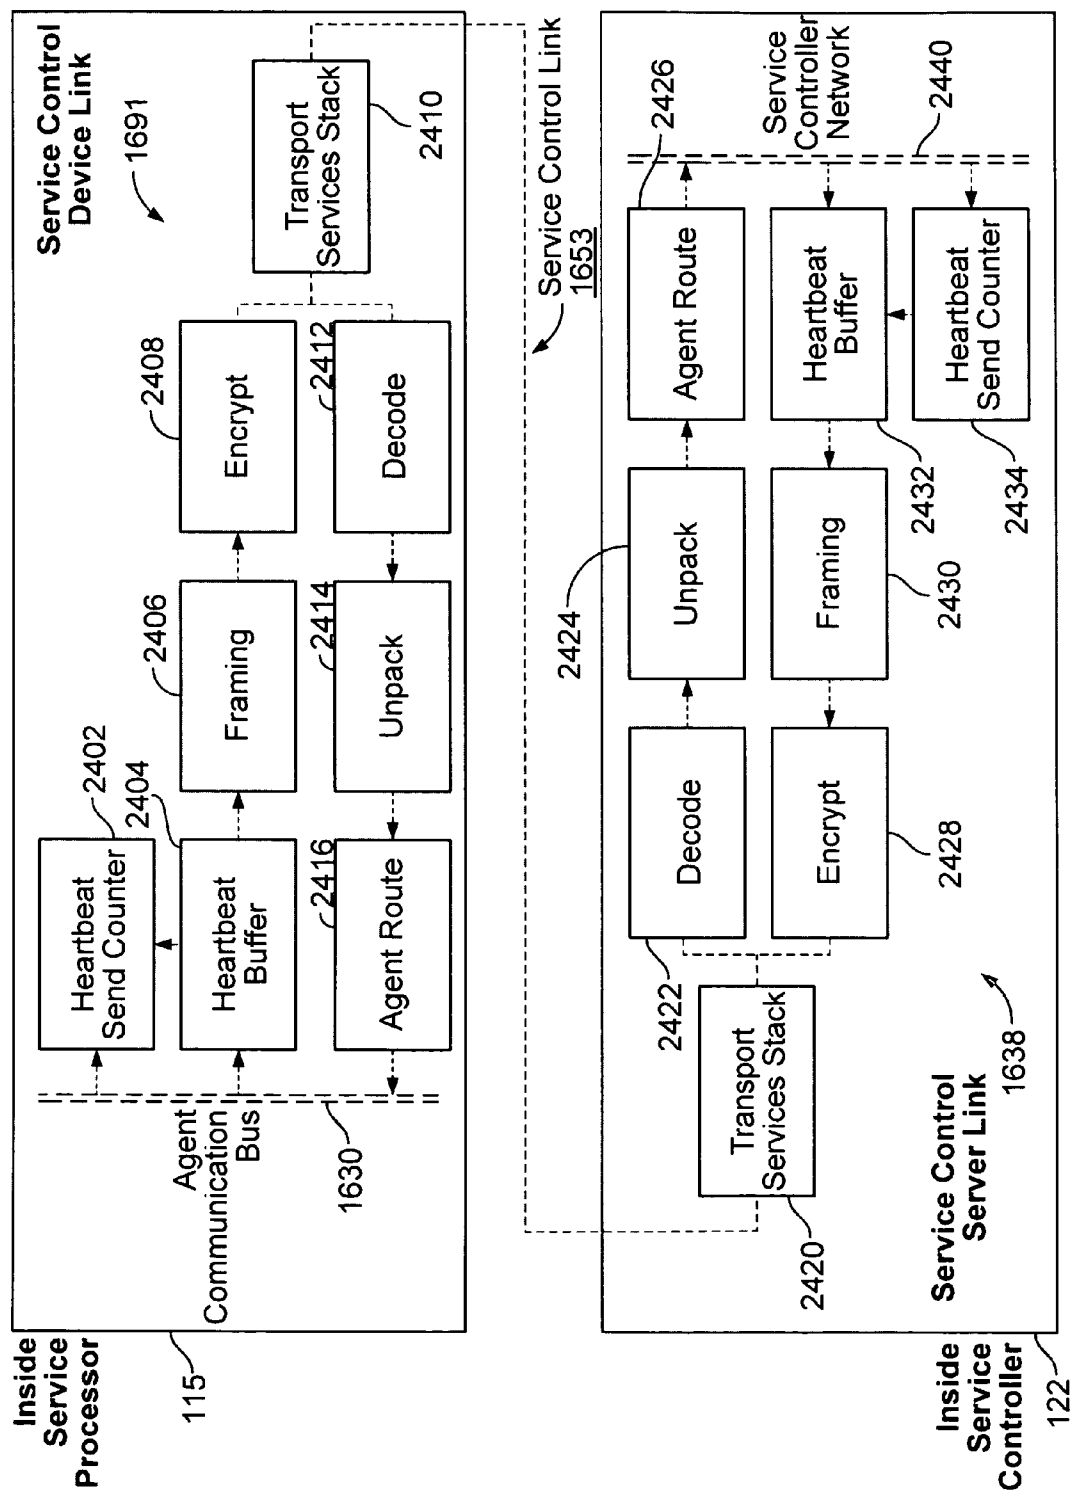 Inside
Service
Processor
115
Service Control
Device Link
1691
Agent
Communication
Bus
1630
Heartbeat
Send Counter
2402
Heartbeat
Buffer
2404
Framing
2406
Encrypt
2408
Transport
Services Stack
2410
Decode
2412
Unpack
2414
Agent Route
2416
Service Control Link
1653
Inside
Service
Controller
122
Service Control
Server Link
1638
Transport
Services Stack
2420
Decode
2422
Unpack
2424
Agent Route
2426
Encrypt
2428
Framing
2430
Heartbeat
Buffer
2432
Heartbeat
Send Counter
2434
Service
Controller
Network
2440